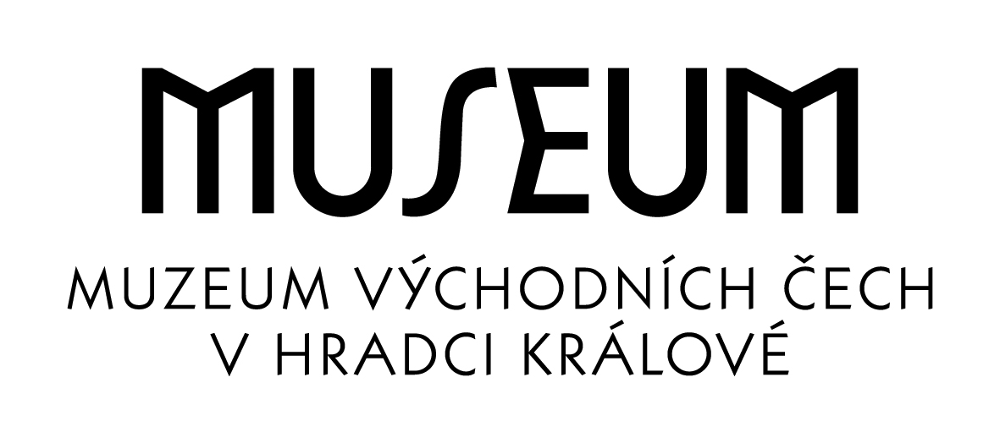 MUSEUM
MUZEUM VÝCHODNÍCH ČECH
V HRADCI KRÁLOVÉ